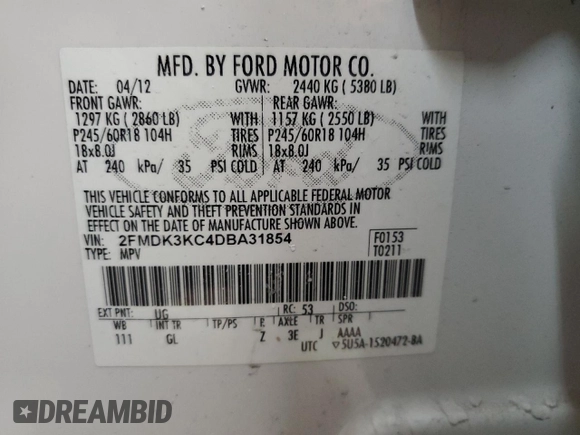 MFD. BY FORD MOTOR CO.
DATE: 04/12 GVWR: 2440 KG ( 5380 LB)
FRONT GAWR: REAR GAWR:
1297 KG ( 2860 LB) WITH 1157 KG ( 2550 LB) WITH
P245/60R18 104H TIRES P245/60R18 104H TIRES
18x8.0J RIMS 18x8.0J RIMS
AT 240 kPa/ 35 PSI COLD AT 240 kPa/ 35 PSI COLD
THIS VEHICLE CONFORMS TO ALL APPLICABLE FEDERAL MOTOR
VEHICLE SAFETY AND THEFT PREVENTION STANDARDS IN
EFFECT ON THE DATE OF MANUFACTURE SHOWN ABOVE.
VIN: 2FMDK3KC4DBA31854 F0153
TYPE: MPV T0211
EXT PNT: UG RC: 53 DSO:
WB INT TR TP/PS R AXLE TR SPR
111 GL Z 3E J AAAA
UTC ▽5U5A-1520472-BA
DREAMBID